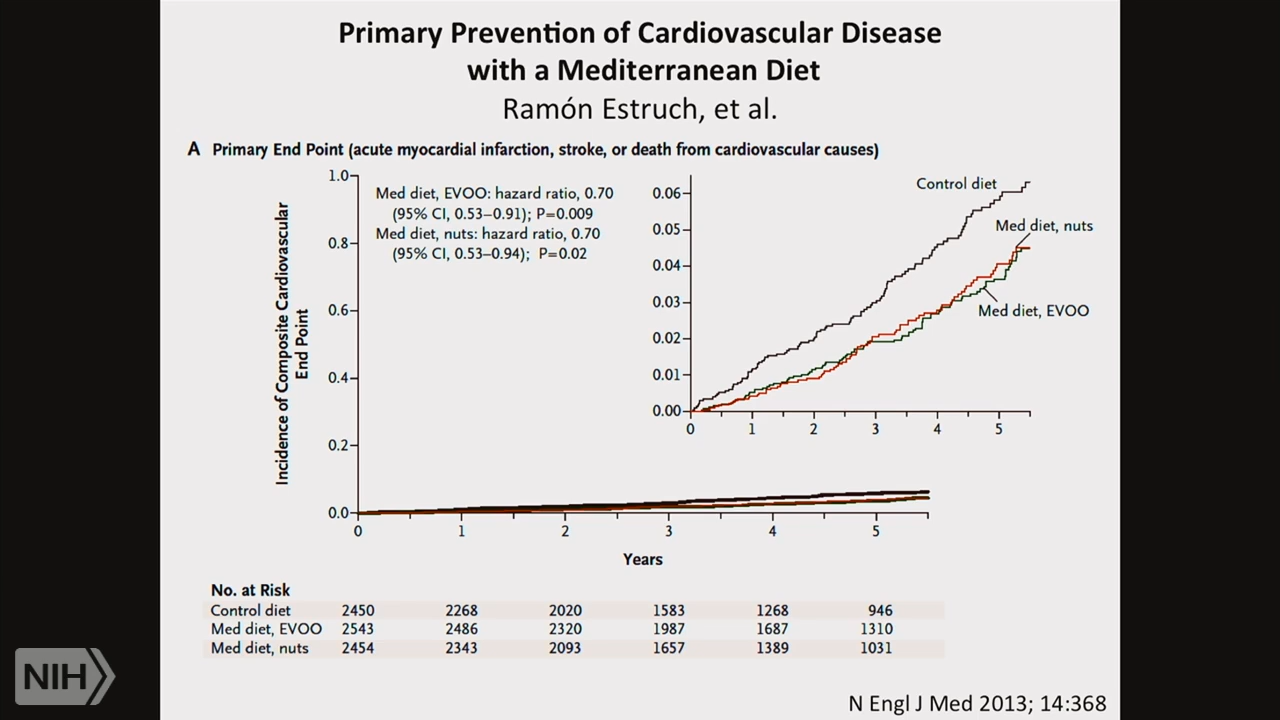 Primary Prevention of Cardiovascular Disease
with a Mediterranean Diet
Ramón Estruch, et al.
A Primary End Point (acute myocardial infarction, stroke, or death from cardiovascular causes)
Incidence of Composite Cardiovascular
End Point
1.0
0.8
0.6
0.4
0.2
0.0
Med diet, EVOO: hazard ratio, 0.70
(95% CI, 0.53–0.91); P=0.009
Med diet, nuts: hazard ratio, 0.70
(95% CI, 0.53–0.94); P=0.02
0.06
0.05
0.04
0.03
0.02
0.01
0.00
Control diet
Med diet, nuts
Med diet, EVOO
0 1 2 3 4 5
0 1 2 3 4 5
Years
No. at Risk
Control diet 2450 2268 2020 1583 1268 946
Med diet, EVOO 2543 2486 2320 1987 1687 1310
Med diet, nuts 2454 2343 2093 1657 1389 1031
NIH
N Engl J Med 2013; 14:368